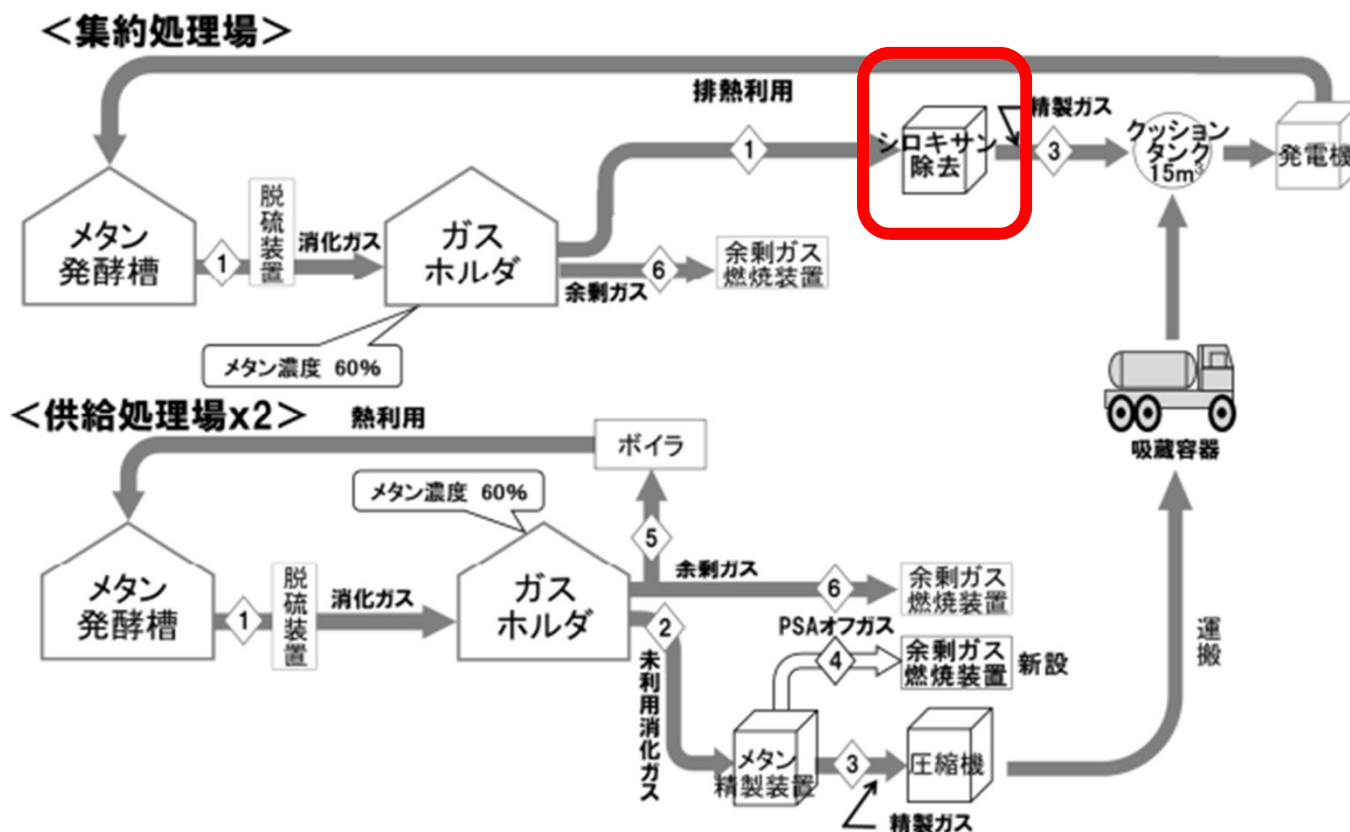 ＜集約処理場＞
排熱利用
シロキサン
除去
精製ガス
クッション
タンク
15m³
発電機
1
3
メタン
発酵槽
1
脱硫装置
消化ガス
ガス
ホルダ
余剰ガス
6
余剰ガス
燃焼装置
メタン濃度 60%
＜供給処理場x2＞
熱利用
ボイラ
メタン濃度 60%
吸蔵容器
5
メタン
発酵槽
1
脱硫装置
消化ガス
ガス
ホルダ
余剰ガス
6
余剰ガス
燃焼装置
2
未利用消化ガス
PSAオフガス
4
余剰ガス
燃焼装置
新設
運搬
メタン
精製装置
3
圧縮機
精製ガス